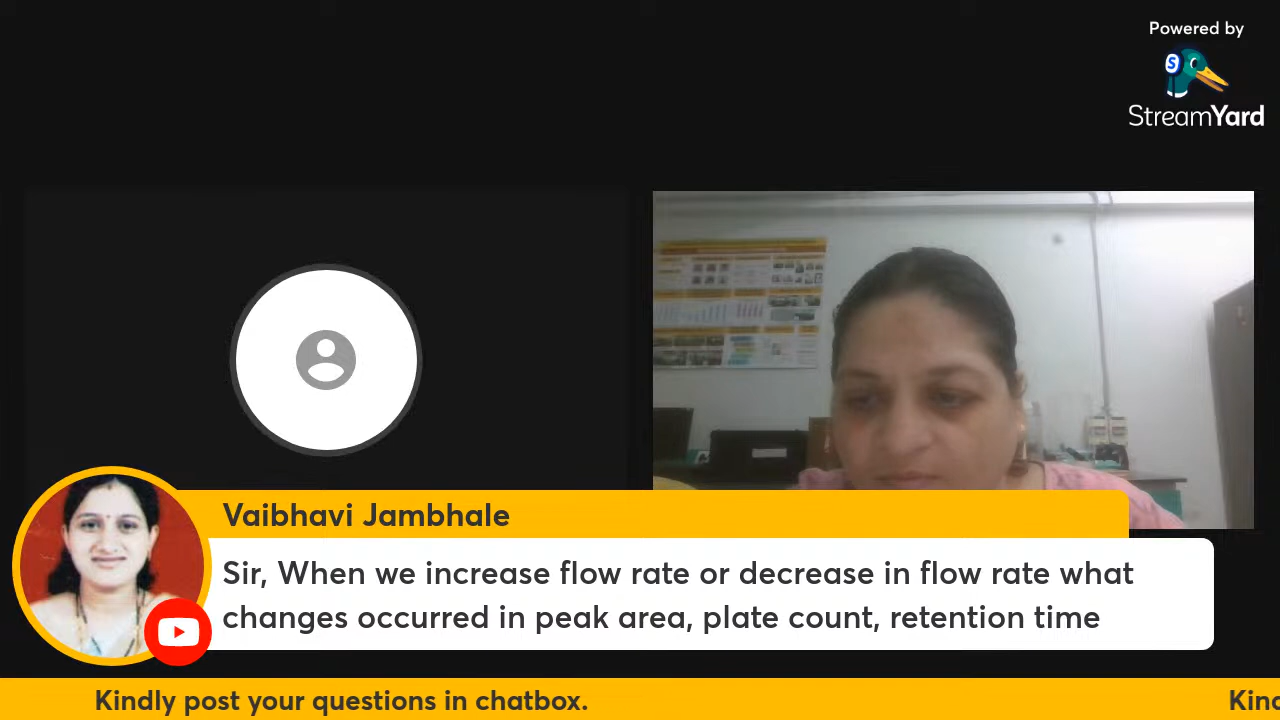 Powered by
StreamYard
Vaibhavi Jambhale
Sir, When we increase flow rate or decrease in flow rate what
changes occurred in peak area, plate count, retention time
Kindly post your questions in chatbox.
Kind